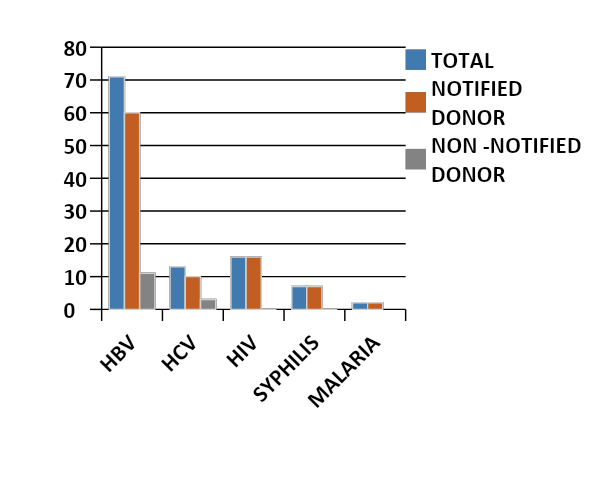 80
70
60
50
40
30
20
10
0
HBV
HCV
HIV
SYPHILIS
MALARIA
TOTAL
NOTIFIED
DONOR
NON -NOTIFIED
DONOR